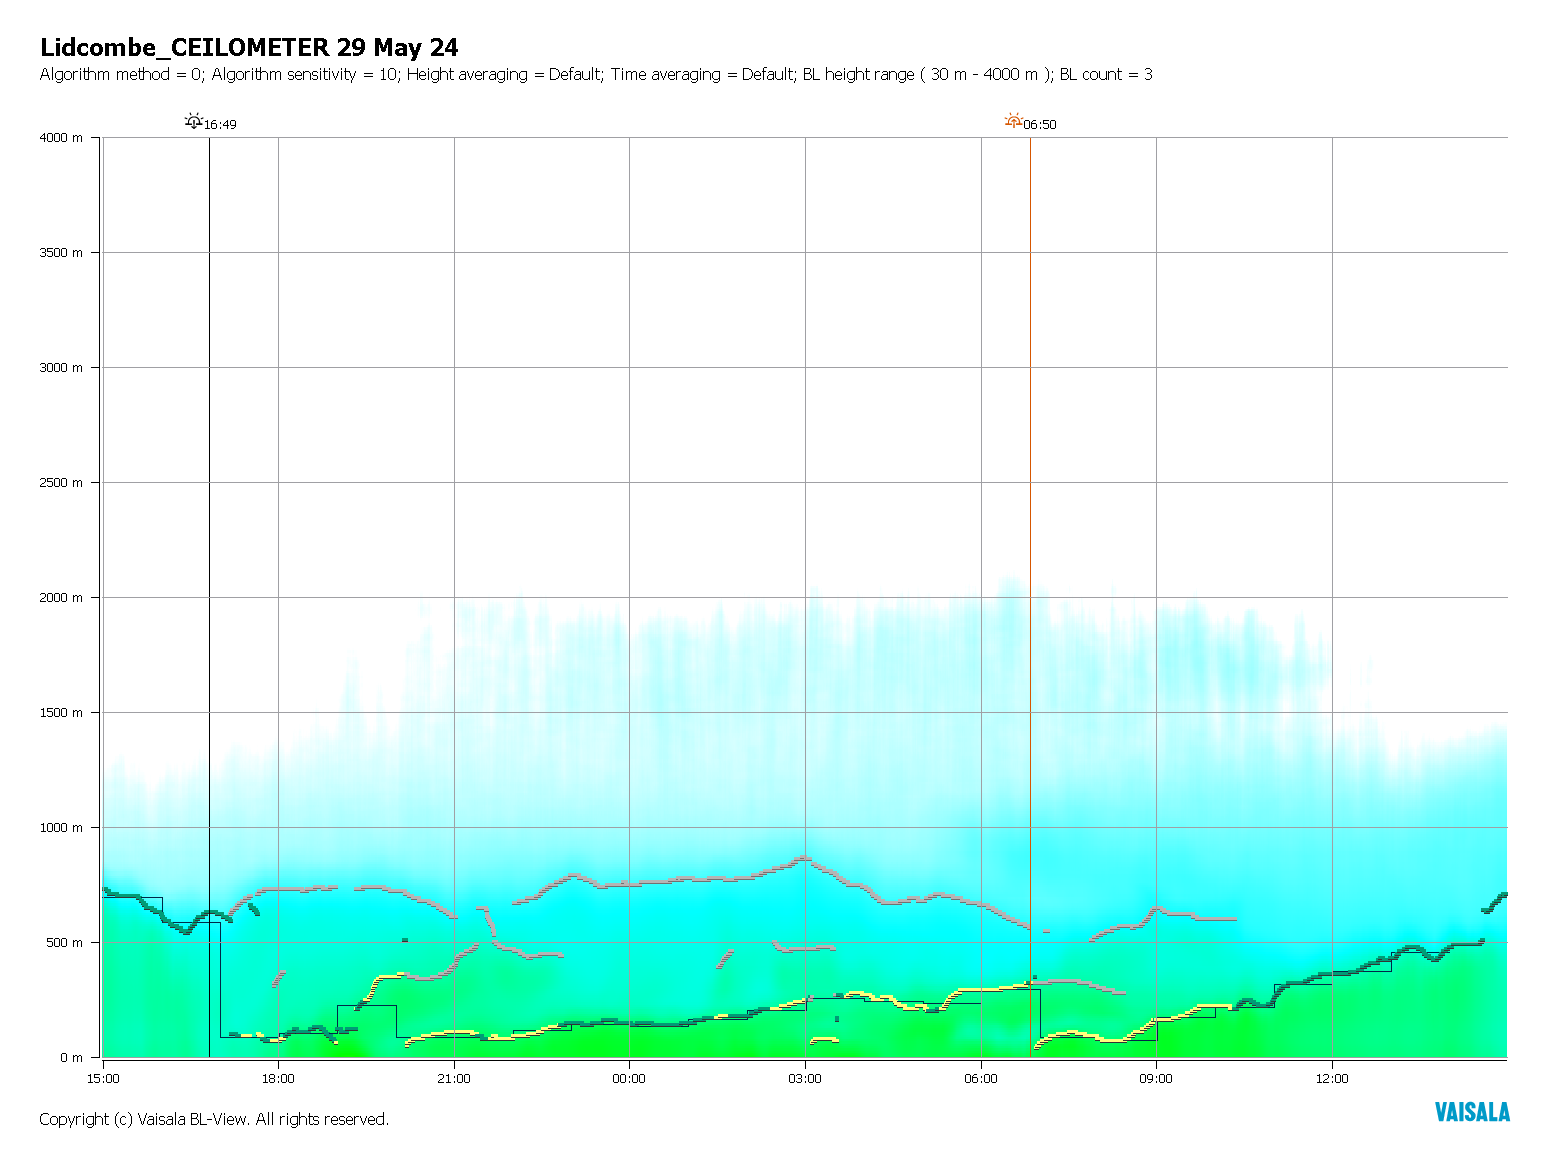 Lidcombe_CEILOMETER 29 May 24
Algorithm method = 0; Algorithm sensitivity = 10; Height averaging = Default; Time averaging = Default; BL height range ( 30 m - 4000 m ); BL count = 3
16:49 06:50
4000 m
3500 m
3000 m
2500 m
2000 m
1500 m
1000 m
500 m
0 m
15:00 18:00 21:00 00:00 03:00 06:00 09:00 12:00
Copyright (c) Vaisala BL-View. All rights reserved.
VAISALA